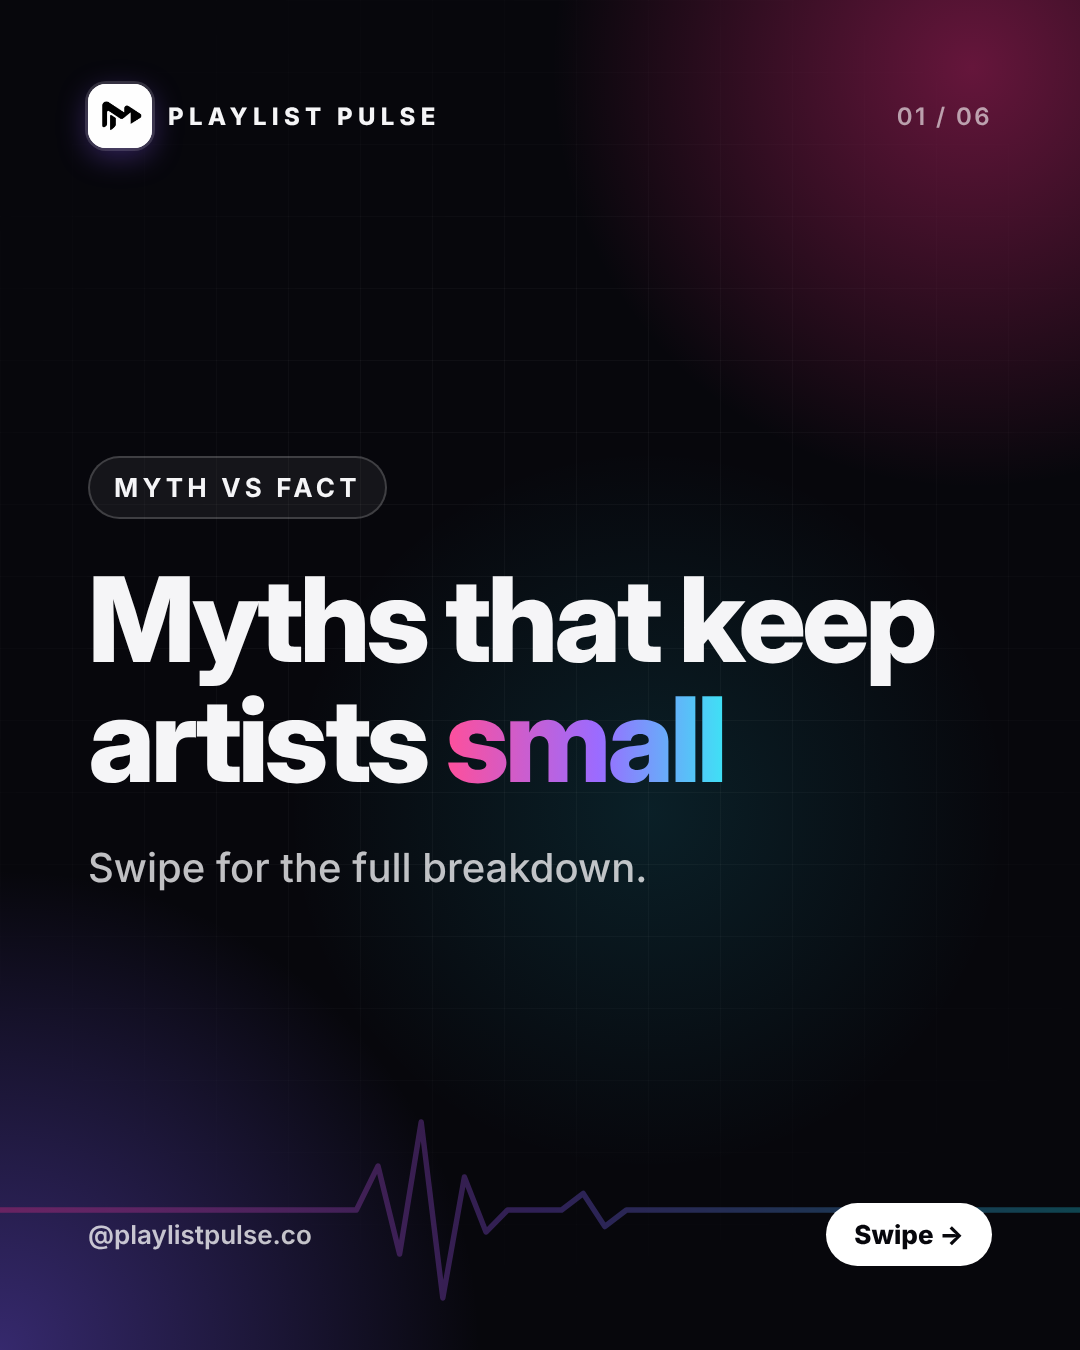 PLAYLIST PULSE
01 / 06
MYTH VS FACT
Myths that keep
artists small
Swipe for the full breakdown.
@playlistpulse.co
Swipe →